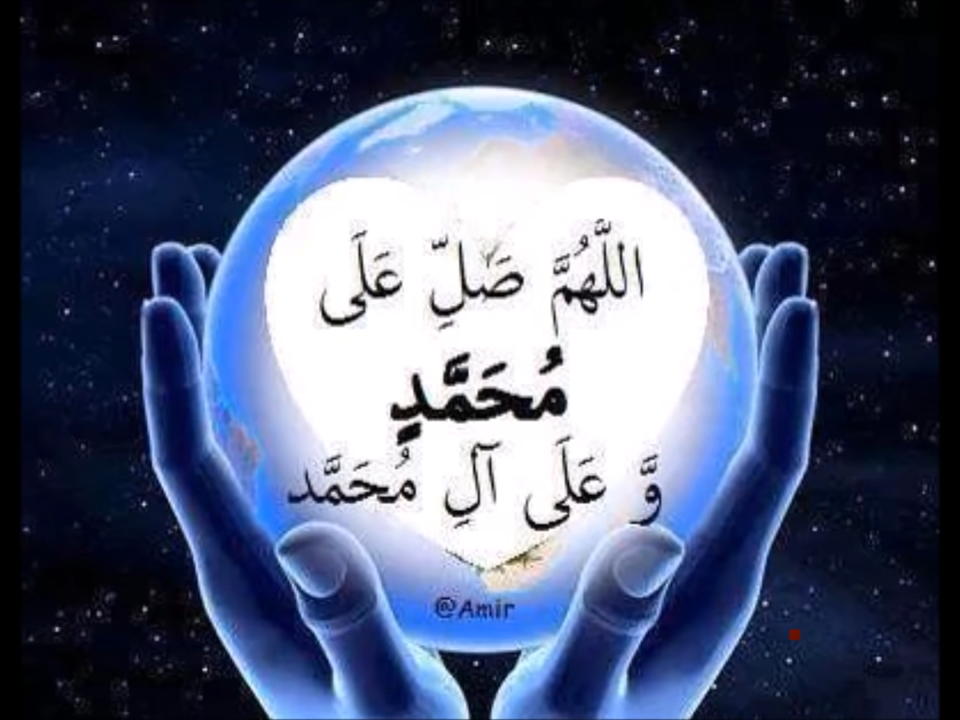 اللَّهُمَّ صَلِّ عَلَى
مُحَمَّدٍ
وَّ عَلَى آلِ مُحَمَّد
@Amir